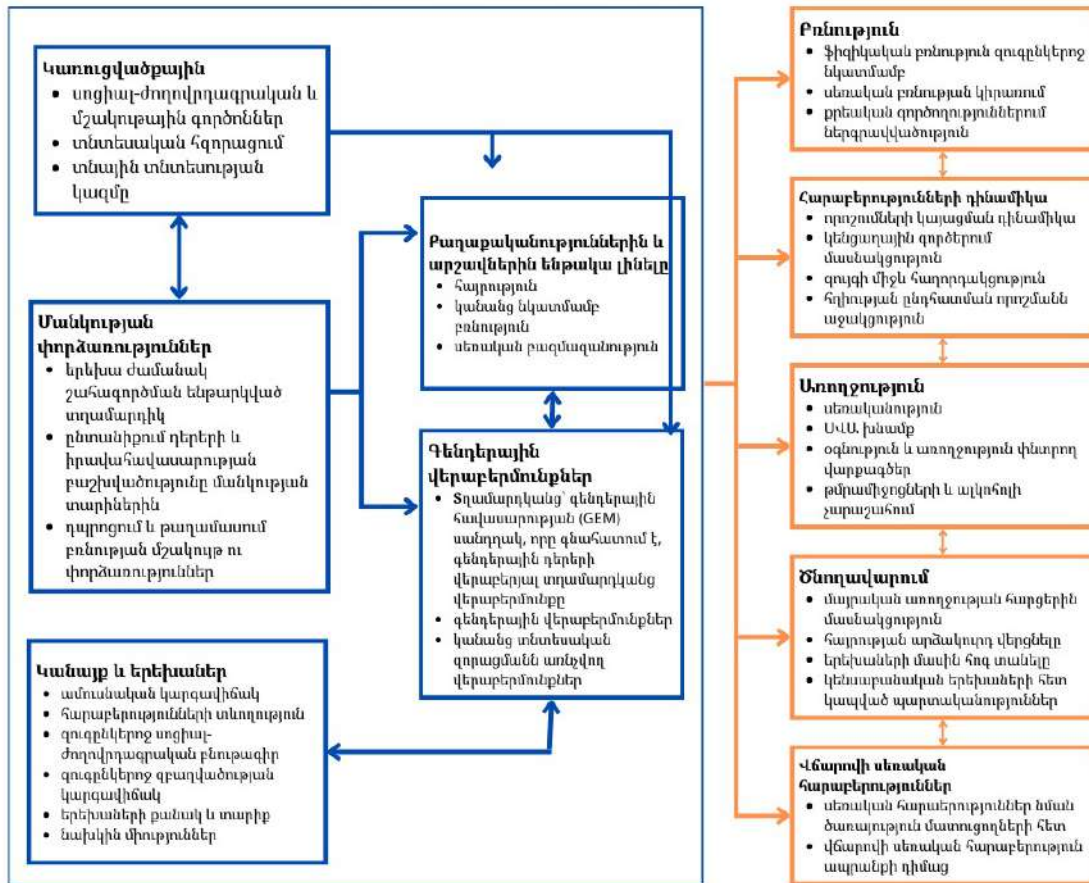 Կառուցվածքային
• սոցիալ-ժողովրդագրական և
մշակութային գործոններ
• տնտեսական հզորացում
• տնային տնտեսության
կազմը
Մանկության
փորձառություններ
• երեխա ժամանակ
շահագործման ենթարկված
տղամարդիկ
• ընտանիքում դերերի և
իրավահավասարության
բաշխվածությունը մանկության
տարիներին
• դպրոցում և թաղամասում
բռնության մշակույթ ու
փորձառություններ
Կանայք և երեխաներ
• ամուսնական կարգավիճակ
• հարաբերությունների տևողություն
• զուգընկերոջ սոցիալ-
ժողովրդագրական բնութագիր
• զուգընկերոջ զբաղվածության
կարգավիճակ
• երեխաների քանակ և տարիք
• նախկին միություններ
Քաղաքականություններին և
արշավներին ենթակա լինելը
• հայրություն
• կանանց նկատմամբ
բռնություն
• սեռական բազմազանություն
Գենդերային
վերաբերմունքներ
• Տղամարդկանց՝ գենդերային
հավասարության (GEM)
սանդղակ, որը գնահատում է,
գենդերային դերերի
վերաբերյալ տղամարդկանց
վերաբերմունքը
• գենդերային վերաբերմունքներ
• կանանց տնտեսական
զորացմանն առնչվող
վերաբերմունքներ
Բռնություն
• ֆիզիկական բռնություն զուգընկերոջ
նկատմամբ
• սեռական բռնության կիրառում
• քրեական գործողություններում
ներգրավվածություն
Հարաբերությունների դինամիկա
• որոշումների կայացման դինամիկա
• կենցաղային գործերում
մասնակցություն
• զույգի միջև հաղորդակցություն
• հղիության ընդհատման որոշմանն
աջակցություն
Առողջություն
• սեռականություն
• ՍՎԱ խնամք
• օգնություն և առողջություն փնտրող
վարքագծեր
• թմրամիջոցների և ալկոհոլի
չարաշահում
Ծնողավարում
• մայրական առողջության հարցերին
մասնակցություն
• հայրության արձակուրդ վերցնելը
• երեխաների մասին հոգ տանելը
• կենսաբանական երեխաների հետ
կապված պարտականություններ
Վճարովի սեռական
հարաբերություններ
• սեռական հարաերություններ նման
ծառայություն մատուցողների հետ
• վճարովի սեռական հարաբերություն
ապրանքի դիմաց